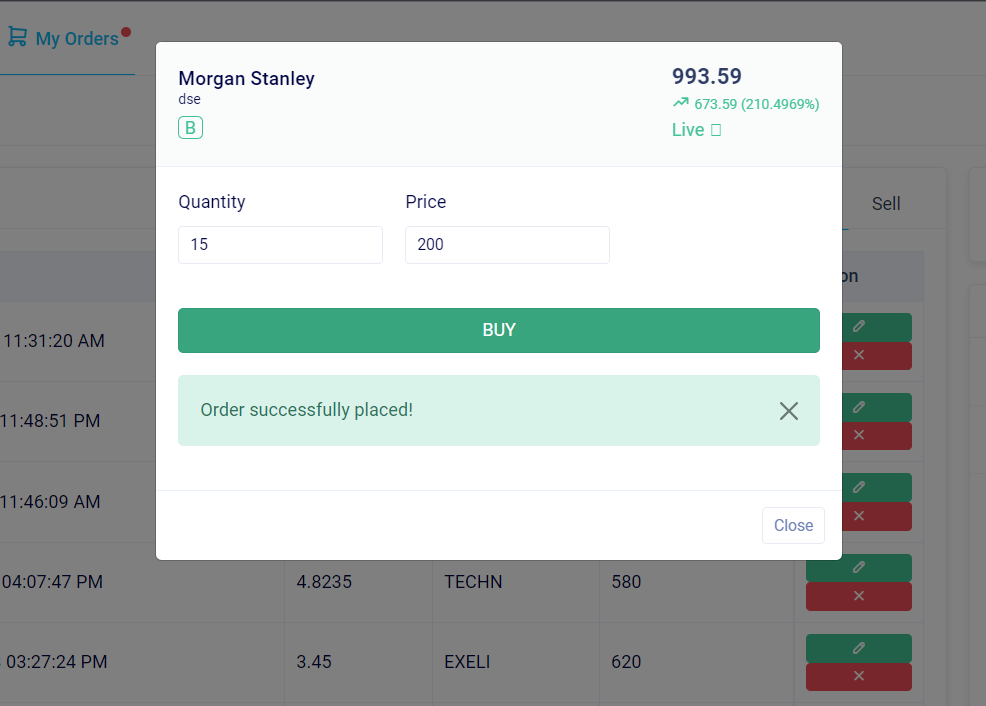 My Orders
Morgan Stanley
dse
B
993.59
673.59 (210.4969%)
Live
Quantity
Price
15
200
BUY
Order successfully placed!
Close
Sell
on
11:31:20 AM
11:48:51 PM
11:46:09 AM
04:07:47 PM 4.8235 TECHN 580
03:27:24 PM 3.45 EXELI 620